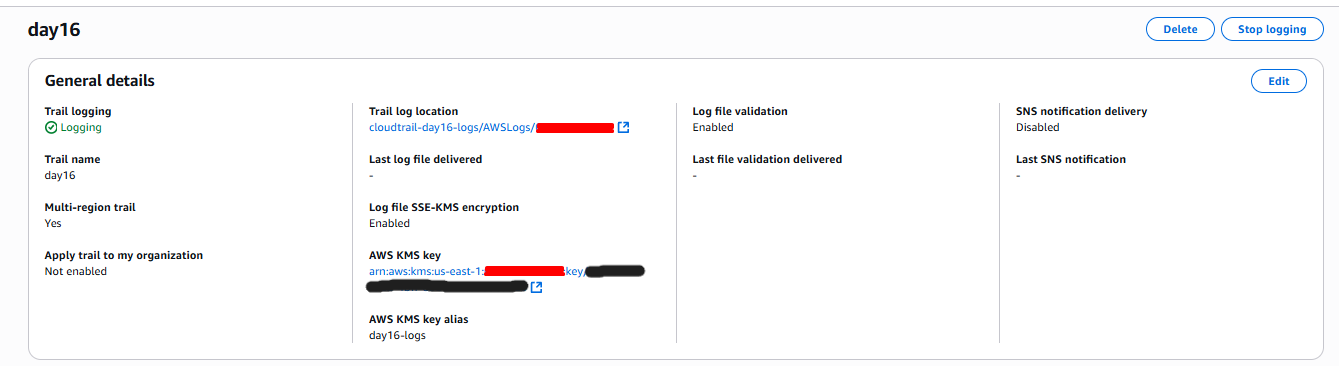 day16
Delete
Stop logging
General details
Edit
Trail logging
Logging
Trail name
day16
Multi-region trail
Yes
Apply trail to my organization
Not enabled
Trail log location
cloudtrail-day16-logs/AWSLogs/
Last log file delivered
-
Log file SSE-KMS encryption
Enabled
AWS KMS key
arn:aws:kms:us-east-1: key/
AWS KMS key alias
day16-logs
Log file validation
Enabled
Last file validation delivered
-
SNS notification delivery
Disabled
Last SNS notification
-